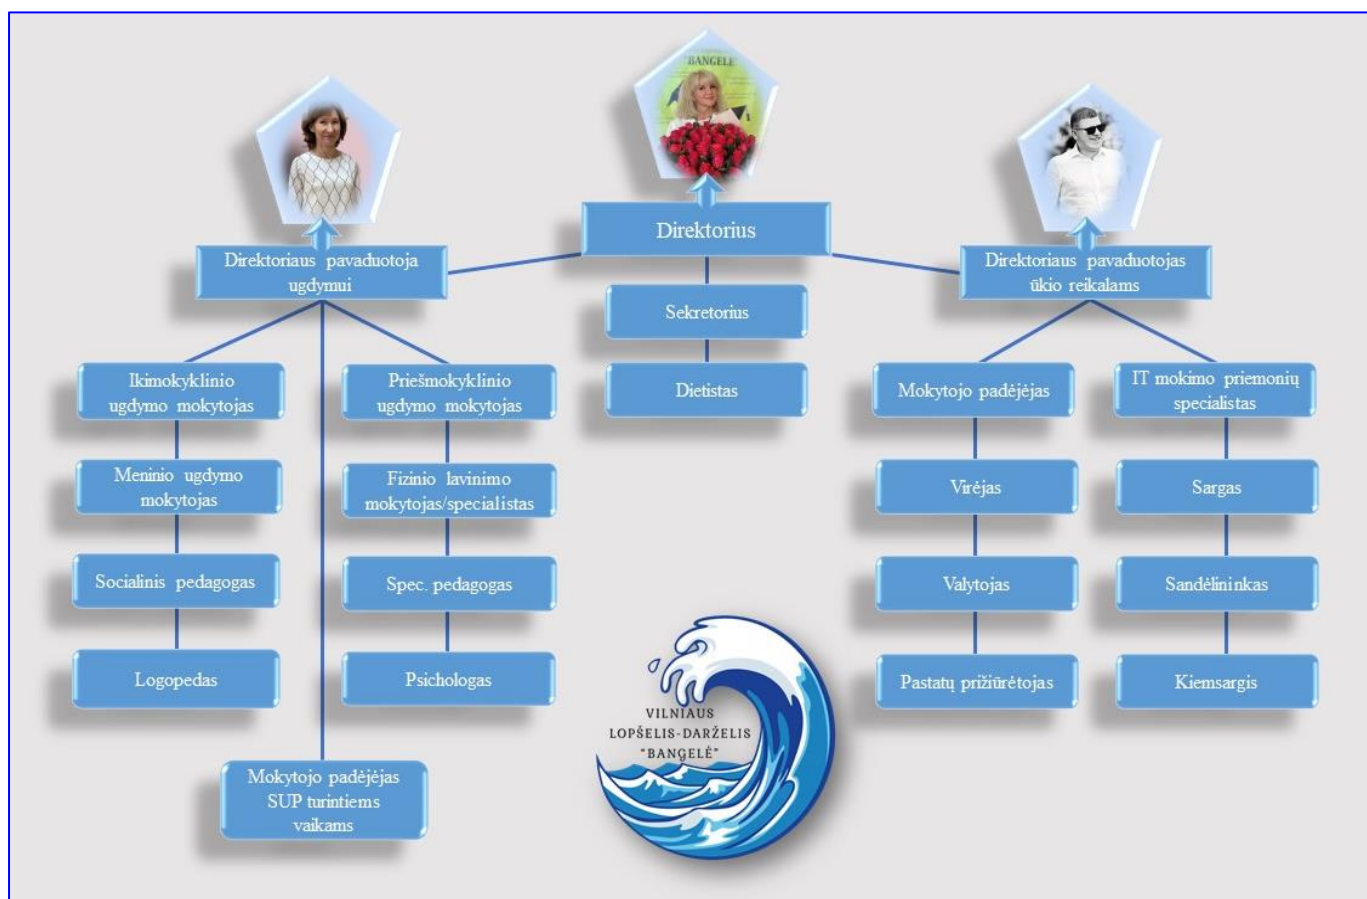 "BANGELĖ"
Direktorius
Direktoriaus pavaduotoja
ugdymui
Direktoriaus pavaduotojas
ūkio reikalams
Sekretorius
Dietistas
Ikimokyklinio
ugdymo mokytojas
Meninio ugdymo
mokytojas
Socialinis pedagogas
Logopedas
Priešmokyklinio
ugdymo mokytojas
Fizinio lavinimo
mokytojas/specialistas
Spec. pedagogas
Psichologas
Mokytojo padėjėjas
SUP turintiems
vaikams
Mokytojo padėjėjas
Virėjas
Valytojas
Pastatų prižiūrėtojas
IT mokimo priemonių
specialistas
Sargas
Sandėlininkas
Kiemsargis
VILNIAUS
LOPŠELIS-DARŽELIS
"BANGELĖ"